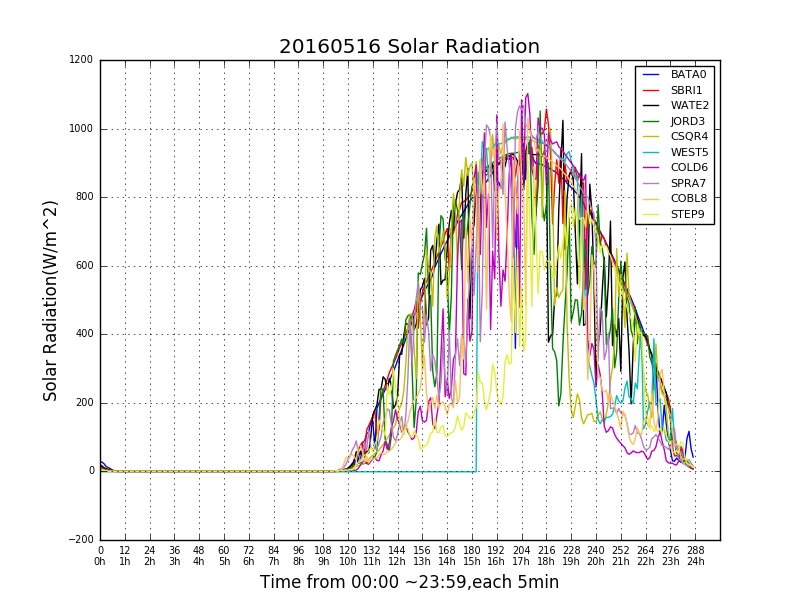 20160516 Solar Radiation
1200
1000
800
600
400
200
0
−200
Solar Radiation(W/m^2)
BATA0
SBRI1
WATE2
JORD3
CSQR4
WEST5
COLD6
SPRA7
COBL8
STEP9
0 12 24 36 48 60 72 84 96 108 120 132 144 156 168 180 192 204 216 228 240 252 264 276 288
0h 1h 2h 3h 4h 5h 6h 7h 8h 9h 10h 11h 12h 13h 14h 15h 16h 17h 18h 19h 20h 21h 22h 23h 24h
Time from 00:00 ~23:59,each 5min